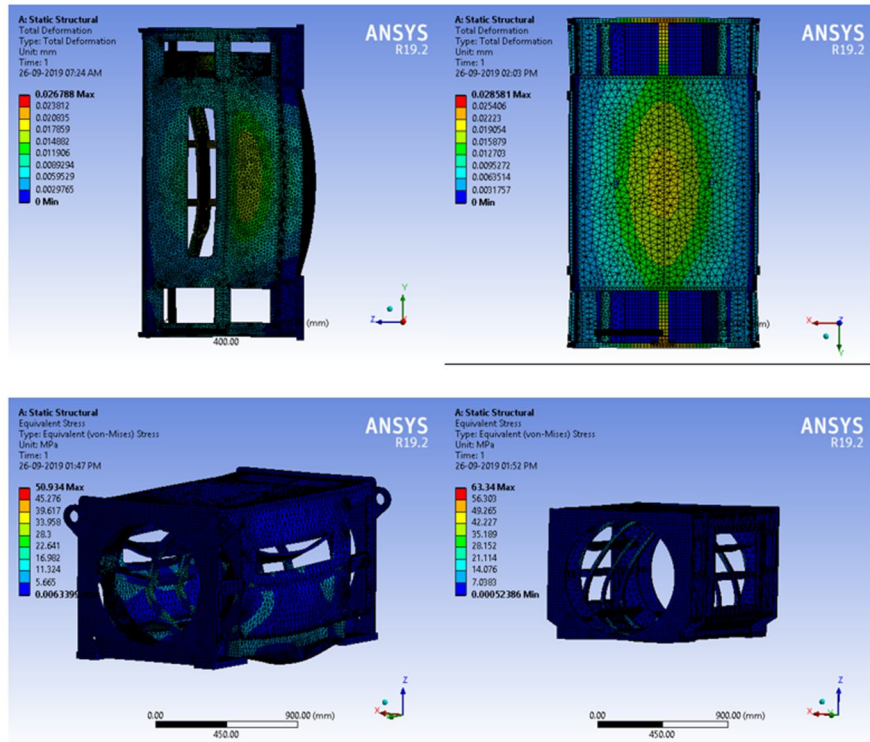 A: Static Structural
Total Deformation
Type: Total Deformation
Unit: mm
Time: 1
26-09-2019 07:24 AM
ANSYS
R19.2
0.026788 Max
0.023812
0.020835
0.017859
0.014882
0.011906
0.0089294
0.0059529
0.0029765
0 Min
(mm)
400.00
Y
Z
A: Static Structural
Total Deformation
Type: Total Deformation
Unit: mm
Time: 1
26-09-2019 02:03 PM
ANSYS
R19.2
0.028581 Max
0.025406
0.02223
0.019054
0.015879
0.012703
0.0095272
0.0063514
0.0031757
0 Min
X
Z
Y
A: Static Structural
Equivalent Stress
Type: Equivalent (von-Mises) Stress
Unit: MPa
Time: 1
26-09-2019 01:47 PM
ANSYS
R19.2
50.934 Max
45.276
39.617
33.958
28.3
22.641
16.982
11.324
5.665
0.0063399
Z
X
0.00 900.00 (mm)
450.00
A: Static Structural
Equivalent Stress
Type: Equivalent (von-Mises) Stress
Unit: MPa
Time: 1
26-09-2019 01:52 PM
ANSYS
R19.2
63.34 Max
56.303
49.265
42.227
35.189
28.152
21.114
14.076
7.0383
0.00052386 Min
Z
X
0.00 900.00 (mm)
450.00